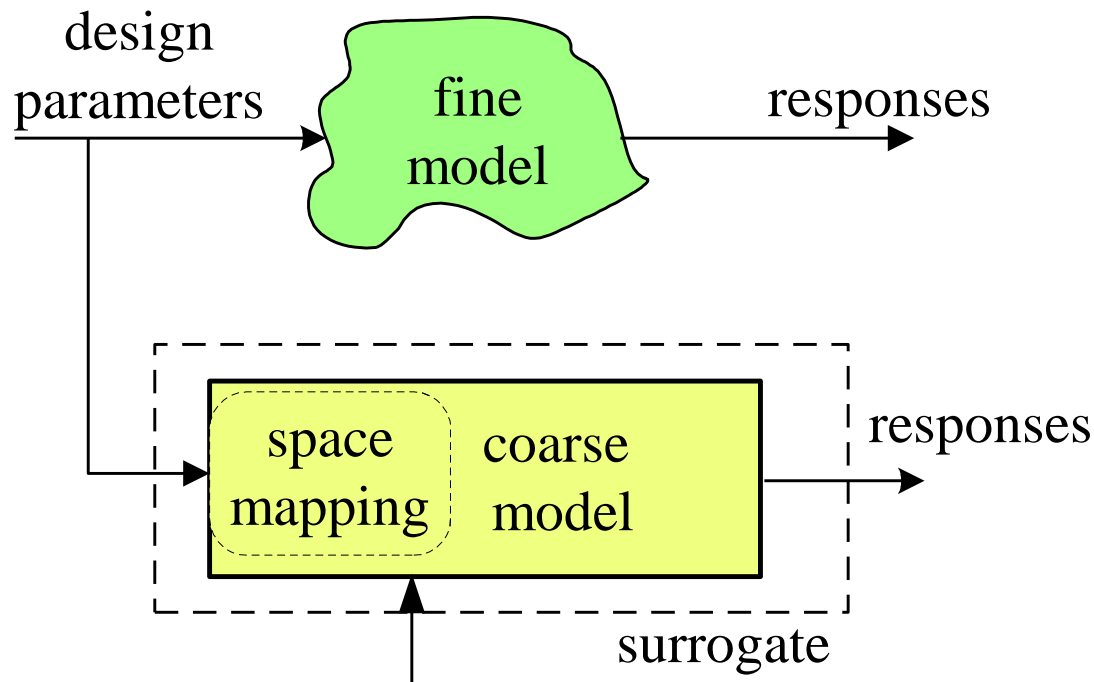 design
parameters
fine
model
responses
space
mapping
coarse
model
responses
surrogate